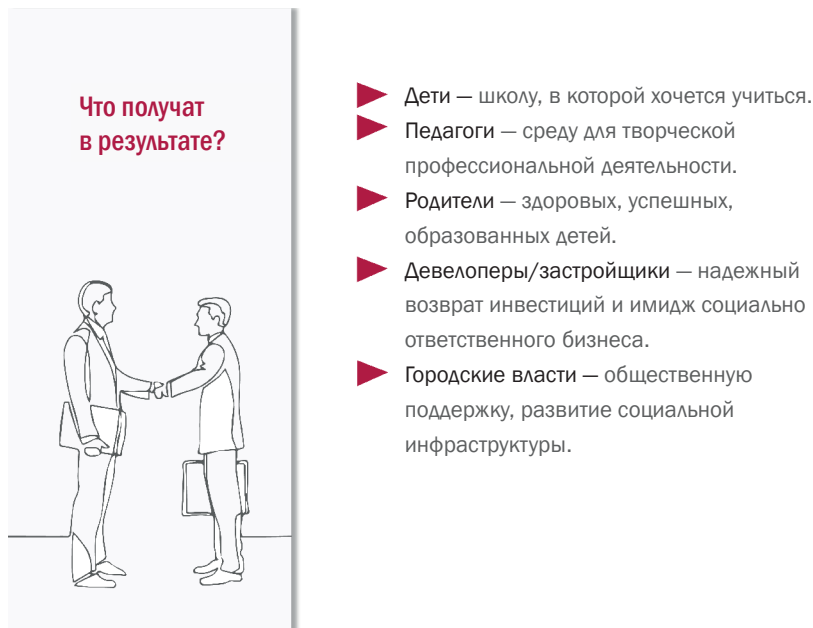 Что получат
в результате?
Дети — школу, в которой хочется учиться.
Педагоги — среду для творческой
профессиональной деятельности.
Родители — здоровых, успешных,
образованных детей.
Девелоперы/застройщики — надежный
возврат инвестиций и имидж социально
ответственного бизнеса.
Городские власти — общественную
поддержку, развитие социальной
инфраструктуры.